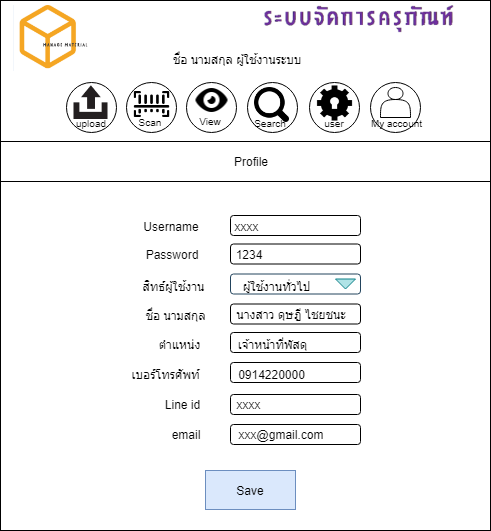 ระบบจัดการครุภัณฑ์
MANAGE MATERIAL
ชื่อ นามสกุล ผู้ใช้งานระบบ
upload Scan View Search user My account
Profile
Username xxxx
Password 1234
สิทธ์ผู้ใช้งาน ผู้ใช้งานทั่วไป
ชื่อ นามสกุล นางสาว ดุษฎี ไชยชนะ
ตำแหน่ง เจ้าหน้าที่พัสดุ
เบอร์โทรศัพท์ 0914220000
Line id xxxx
email xxx@gmail.com
Save